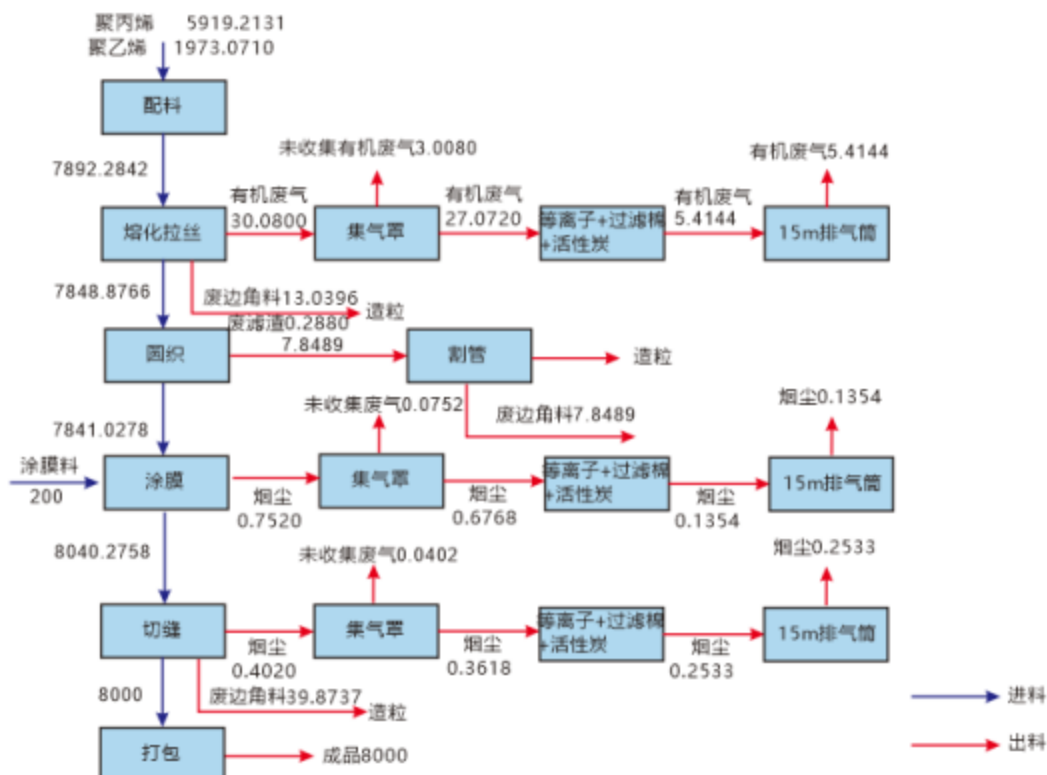 聚丙烯 5919.2131
聚乙烯 1973.0710
配料
7892.2842
未收集有机废气3.0080
有机废气5.4144
有机废气
30.0800
有机废气
27.0720
有机废气
5.4144
熔化拉丝
集气罩
等离子+过滤棉
+活性炭
15m排气筒
7848.8766
废边角料13.0396
造粒
废滤渣0.2880
7.8489
圆织
割管
造粒
未收集废气0.0752
废边角料7.8489
烟尘0.1354
7841.0278
涂膜料
200
涂膜
集气罩
等离子+过滤棉
+活性炭
15m排气筒
烟尘
0.7520
烟尘
0.6768
烟尘
0.1354
8040.2758
未收集废气0.0402
烟尘0.2533
切缝
集气罩
等离子+过滤棉
+活性炭
15m排气筒
烟尘
0.4020
烟尘
0.3618
烟尘
0.2533
8000
废边角料39.8737
造粒
进料
打包
成品8000
出料